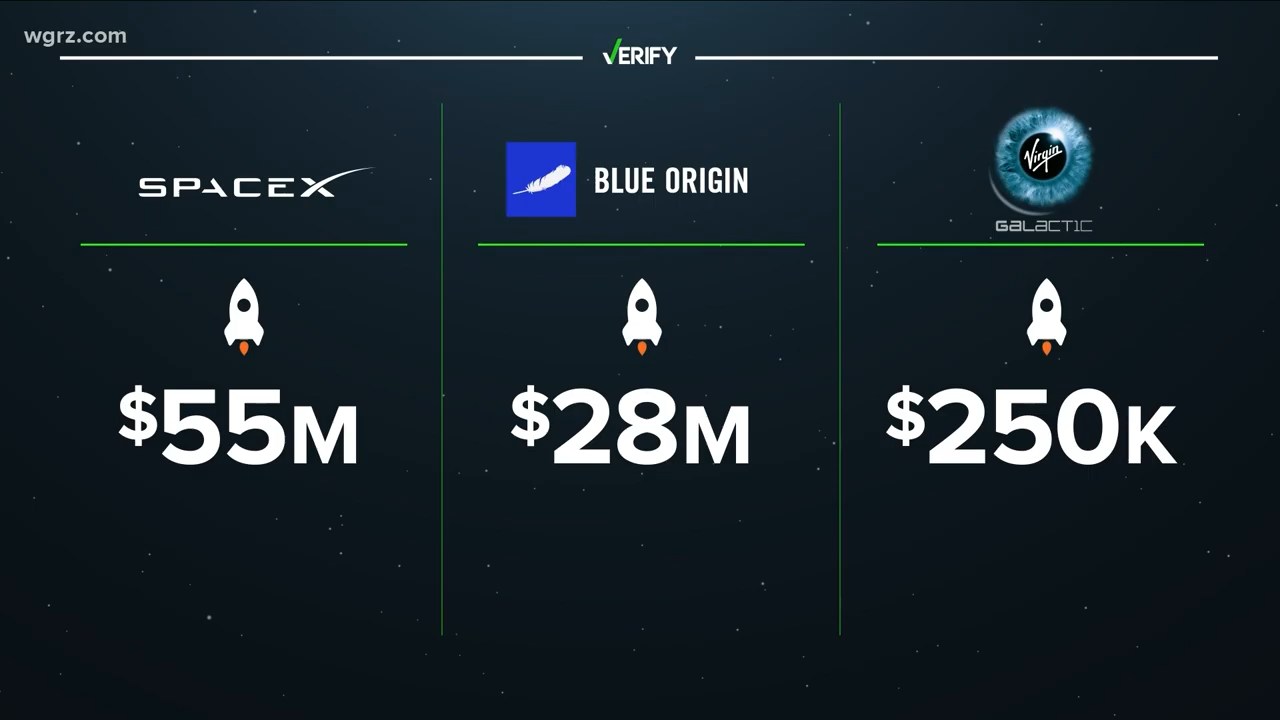 wgrz.com
VERIFY
SPACEX
BLUE ORIGIN
Virgin
GALACTIC
$55M
$28M
$250K